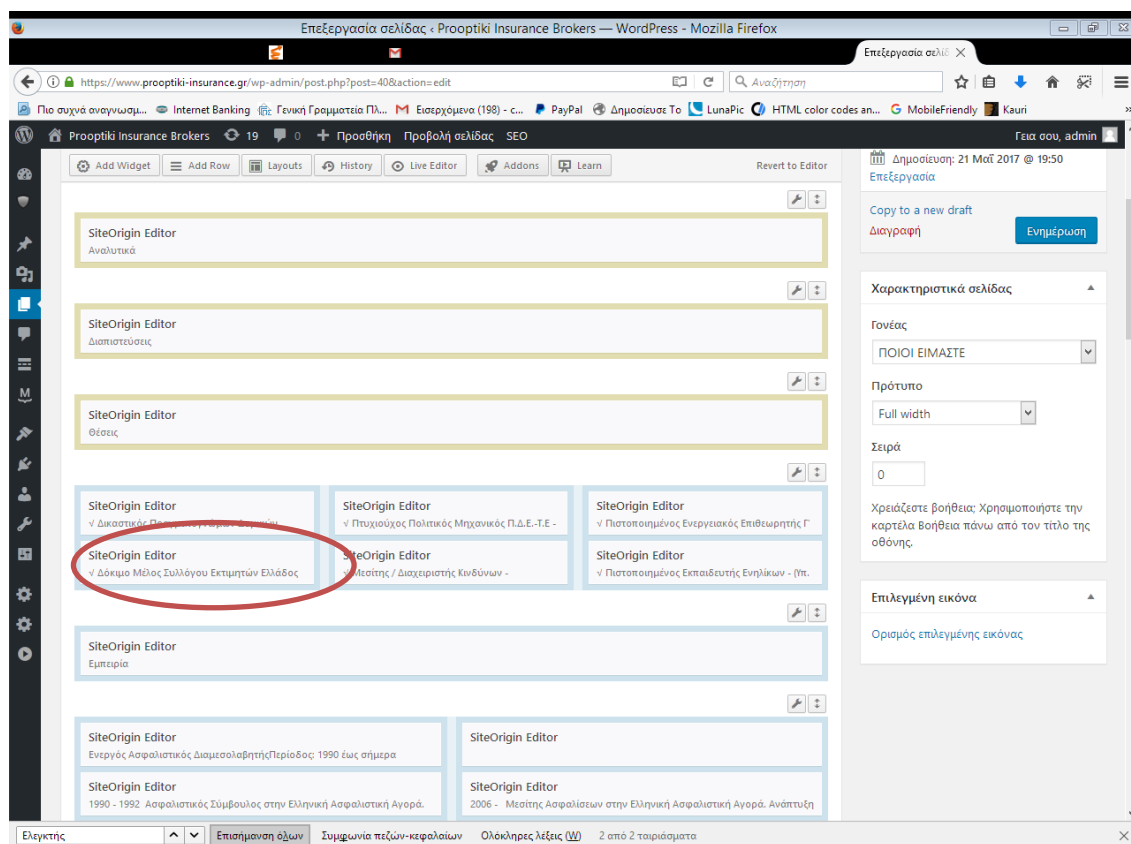 Επεξεργασία σελίδας ‹ Prooptiki Insurance Brokers — WordPress - Mozilla Firefox
Επεξεργασία σελίδ
https://www.prooptiki-insurance.gr/wp-admin/post.php?post=40&action=edit
Αναζήτηση
Πιο συχνά αναγνωσμ... Internet Banking Γενική Γραμματεία Πλ... Εισερχόμενα (198) - c... PayPal Δημοσίευσε Το LunaPic HTML color codes an... MobileFriendly Kauri
Prooptiki Insurance Brokers 19 0 + Προσθήκη Προβολή σελίδας SEO Γεια σου, admin
Add Widget Add Row Layouts History Live Editor Addons Learn Revert to Editor
Δημοσίευση: 21 Μαΐ 2017 @ 19:50
Επεξεργασία
Copy to a new draft
Διαγραφή Ενημέρωση
SiteOrigin Editor
Αναλυτικά
SiteOrigin Editor
Διαπιστεύσεις
SiteOrigin Editor
Θέσεις
Χαρακτηριστικά σελίδας
Γονέας
ΠΟΙΟΙ ΕΙΜΑΣΤΕ
Πρότυπο
Full width
Σειρά
0
Χρειάζεστε βοήθεια; Χρησιμοποιήστε την
καρτέλα Βοήθεια πάνω από τον τίτλο της
οθόνης.
SiteOrigin Editor SiteOrigin Editor SiteOrigin Editor
√ Δικαστικός √ Πτυχιούχος Πολιτικός Μηχανικός Π.Δ.Ε.-Τ.Ε - √ Πιστοποιημένος Ενεργειακός Επιθεωρητής Γ
SiteOrigin Editor SiteOrigin Editor SiteOrigin Editor
√ Δόκιμο Μέλος Συλλόγου Εκτιμητών Ελλάδος √ Μεσίτης / Διαχειριστής Κινδύνων - √ Πιστοποιημένος Εκπαιδευτής Ενηλίκων - (Υπ.
Επιλεγμένη εικόνα
Ορισμός επιλεγμένης εικόνας
SiteOrigin Editor
Εμπειρία
SiteOrigin Editor SiteOrigin Editor
Ενεργός Ασφαλιστικός ΔιαμεσολαβητήςΠερίοδος: 1990 έως σήμερα
SiteOrigin Editor SiteOrigin Editor
1990 - 1992 Ασφαλιστικός Σύμβουλος στην Ελληνική Ασφαλιστική Αγορά. 2006 - Μεσίτης Ασφαλίσεων στην Ελληνική Ασφαλιστική Αγορά. Ανάπτυξη
Ελεγκτής Επισήμανση όλων Συμφωνία πεζών-κεφαλαίων Ολόκληρες λέξεις (W) 2 από 2 ταιριάσματα